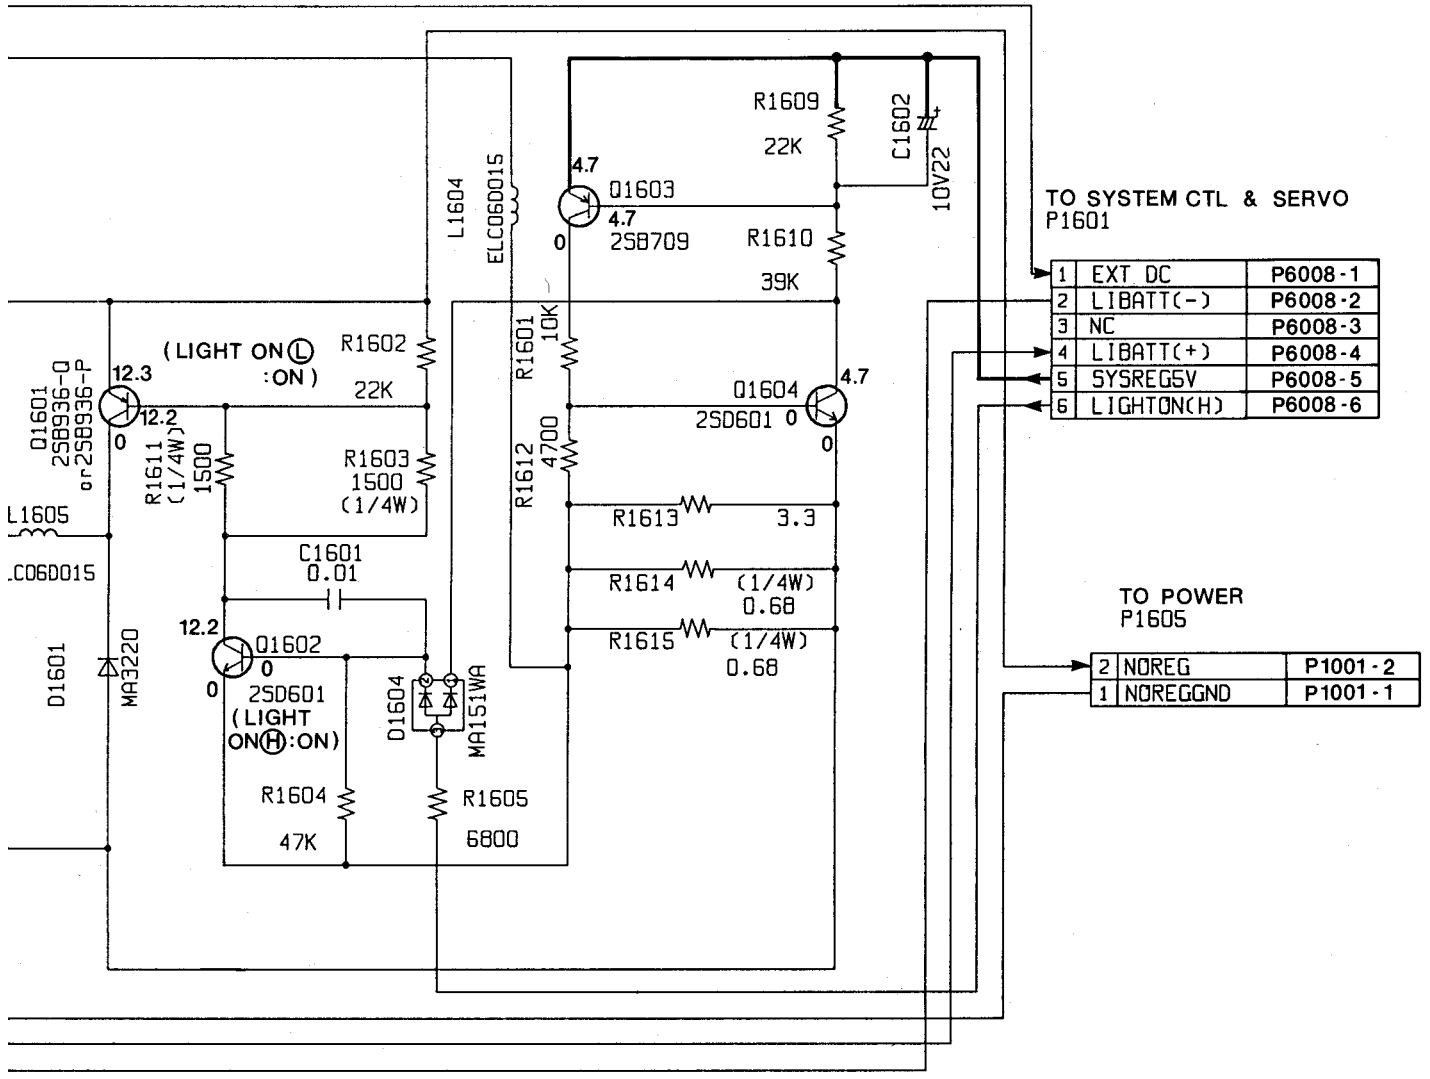 R1609
22K
C1602
+
10V22
4.7
Q1603
4.7
2SB709
0
L1604
ELC06D015
R1610
39K
TO SYSTEM CTL & SERVO
P1601
1 EXT DC P6008-1
2 LIBATT(-) P6008-2
3 NC P6008-3
4 LIBATT(+) P6008-4
5 SYSREG5V P6008-5
6 LIGHTON(H) P6008-6
(LIGHT ON L
:ON)
R1602
22K
R1601
10K
12.3
Q1601
2SB936-Q
or2SB936-P
12.2
0
R1611
(1/4W)
1500
R1603
1500
(1/4W)
R1612
4700
Q1604
2SD601
0
4.7
0
L1605
C06D015
C1601
0.01
R1613
3.3
R1614
(1/4W)
0.68
R1615
(1/4W)
0.68
TO POWER
P1605
2 NOREG P1001-2
1 NOREGGND P1001-1
12.2
Q1602
0
2SD601
0
(LIGHT
ON H :ON)
D1601
MA3220
D1604
2
1
3
MA151WA
R1604
47K
R1605
6800